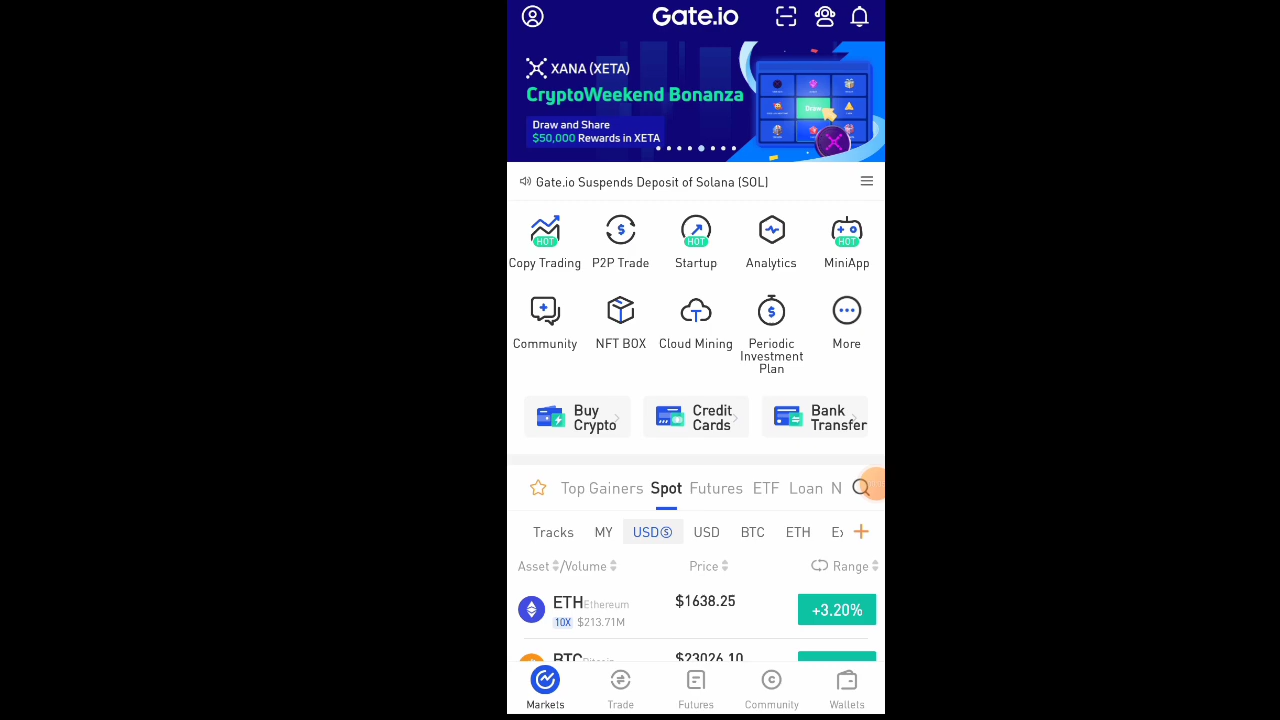 Gate.io
XANA (XETA)
CryptoWeekend Bonanza
Draw and Share
$50,000 Rewards in XETA
Draw
Gate.io Suspends Deposit of Solana (SOL)
HOT HOT HOT
Copy Trading P2P Trade Startup Analytics MiniApp
Community NFT BOX Cloud Mining Periodic Investment Plan More
Buy Crypto Credit Cards Bank Transfer
Top Gainers Spot Futures ETF Loan N
Tracks MY USDⓈ USD BTC ETH Ex
Asset /Volume Price Range
ETH Ethereum $1638.25 +3.20%
10X $213.71M
BTC Bitcoin $23026.10
Markets Trade Futures Community Wallets